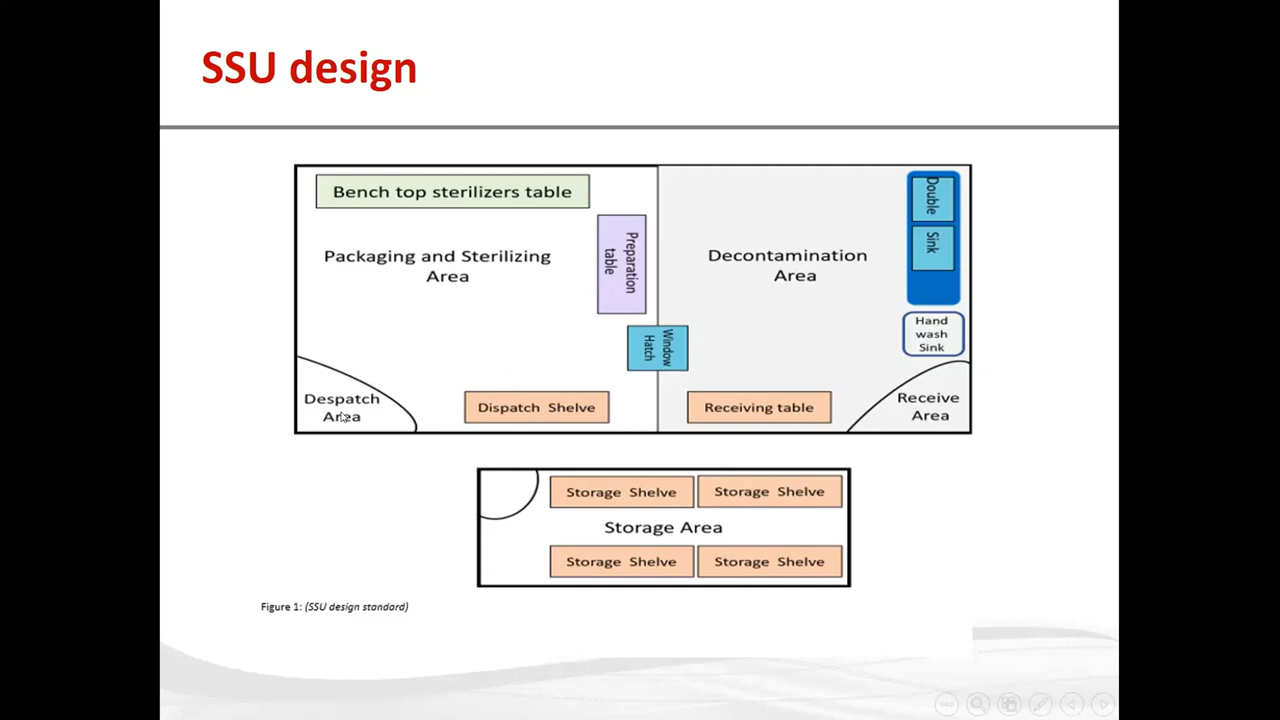 SSU design
Bench top sterilizers table
Packaging and Sterilizing
Area
Preparation
table
Window
Hatch
Despatch
Area
Dispatch Shelve
Decontamination
Area
Double
Sink
Hand
wash
Sink
Receiving table
Receive
Area
Storage Shelve
Storage Shelve
Storage Area
Storage Shelve
Storage Shelve
Figure 1: (SSU design standard)